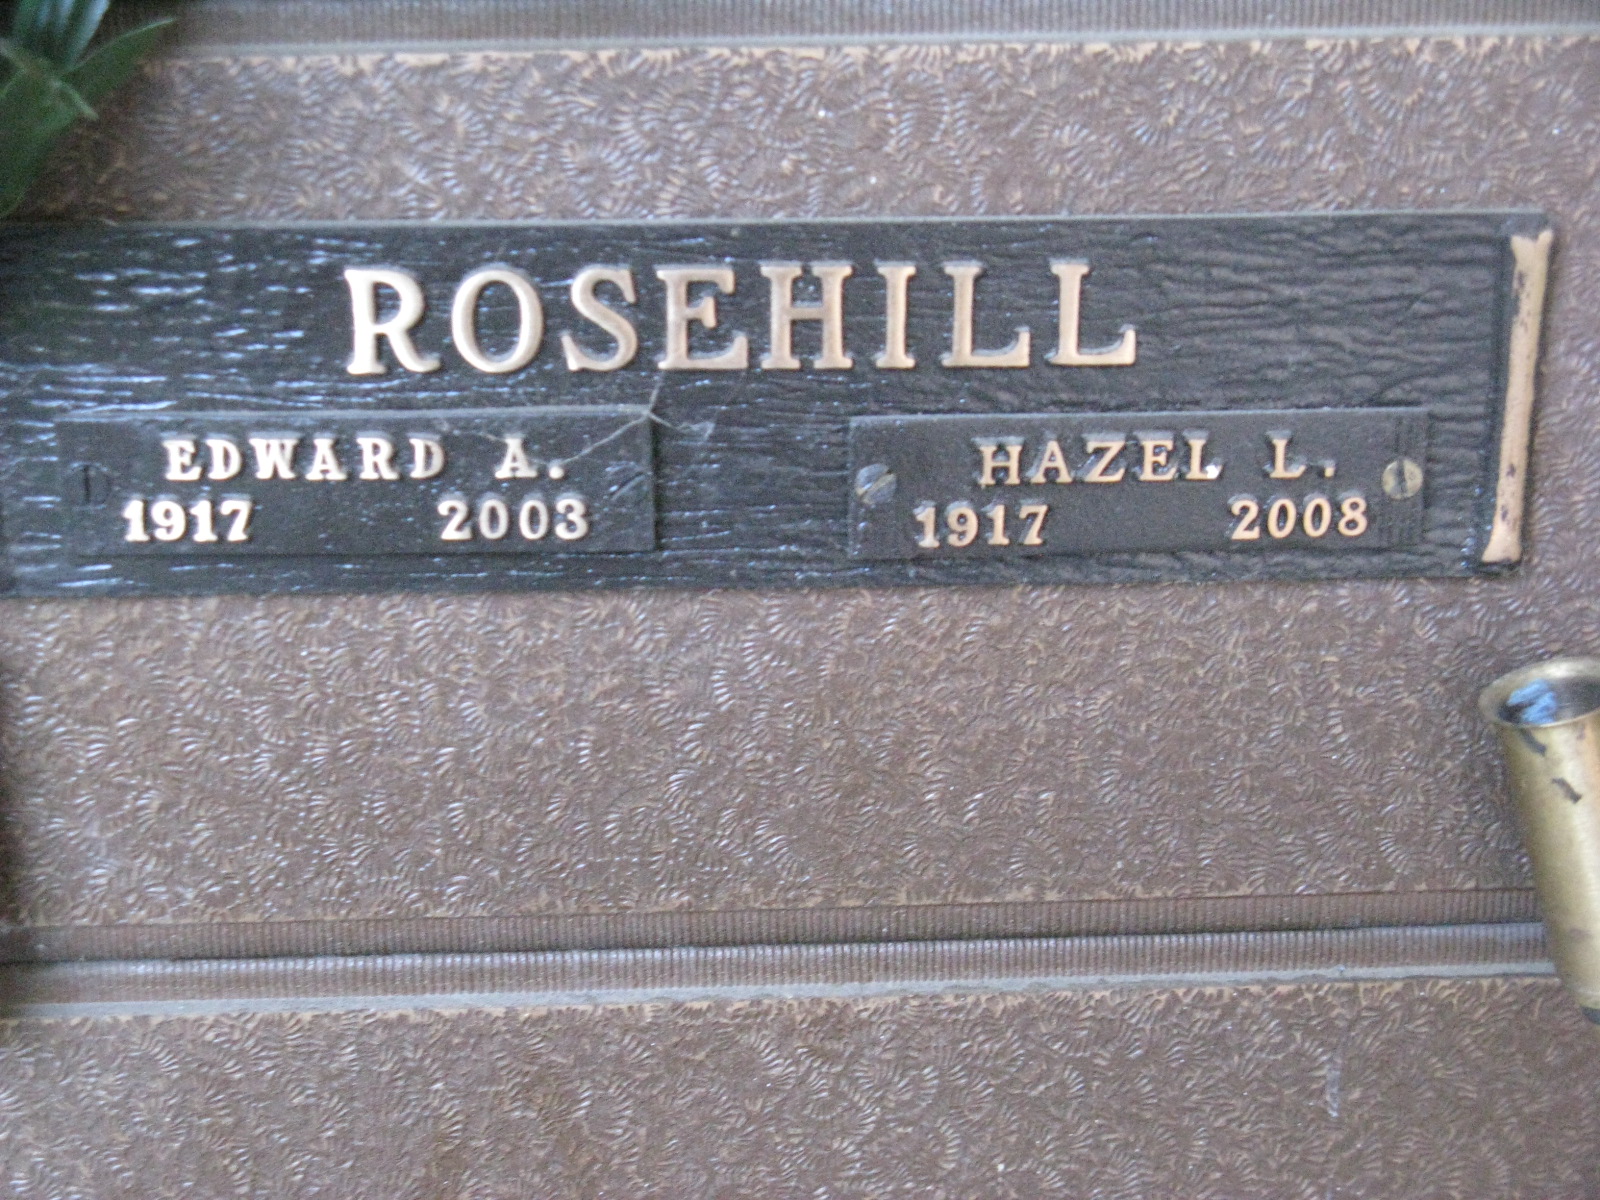 ROSEHILL
EDWARD A.
1917 2003
HAZEL L.
1917 2008